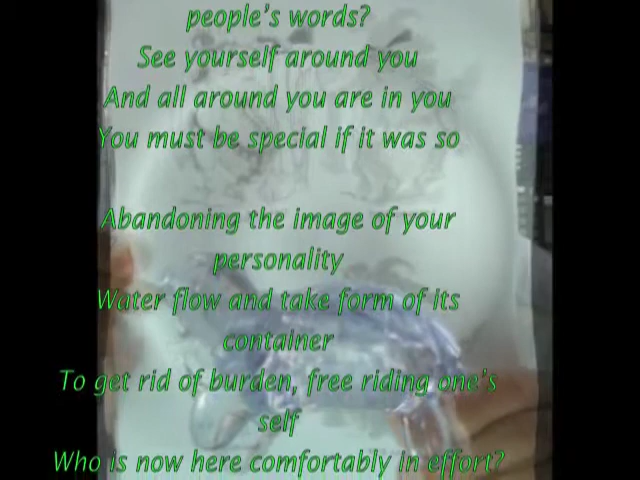 people's words?
See yourself around you
And all around you are in you
You must be special if it was so
Abandoning the image of your
personality
Water flow and take form of its
container
To get rid of burden, free riding one's
self
Who is now here comfortably in effort?